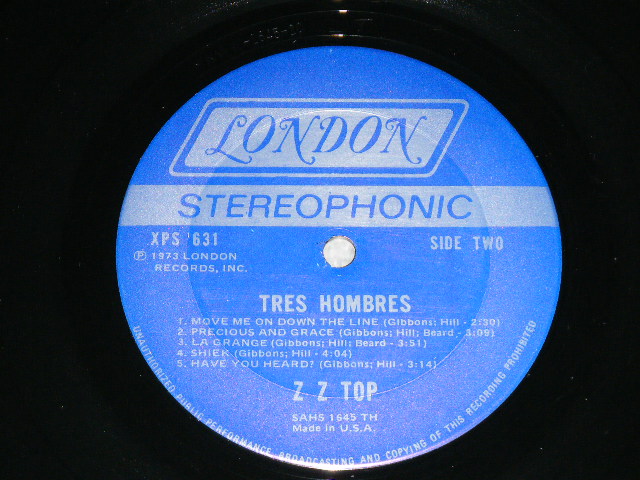 LONDON
STEREOPHONIC
XPS 631
SIDE TWO
℗ 1973 LONDON
RECORDS, INC.
TRES HOMBRES
1. MOVE ME ON DOWN THE LINE (Gibbons; Hill - 2:30)
2. PRECIOUS AND GRACE (Gibbons; Hill; Beard - 3:09)
3. LA GRANGE (Gibbons; Hill; Beard - 3:51)
4. SHIEK (Gibbons; Hill - 4:04)
5. HAVE YOU HEARD? (Gibbons; Hill - 3:14)
Z Z TOP
SAHS 1645 TH
Made in U.S.A.
UNAUTHORIZED PUBLIC PERFORMANCE, BROADCASTING AND COPYING OF THIS RECORDING PROHIBITED